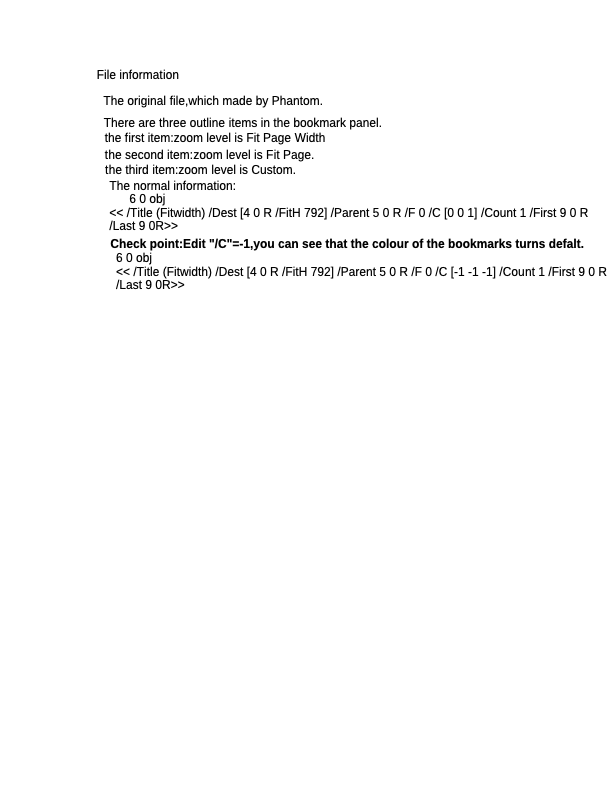 File information
The original file,which made by Phantom.
There are three outline items in the bookmark panel.
the first item:zoom level is Fit Page Width
the second item:zoom level is Fit Page.
the third item:zoom level is Custom.
The normal information:
6 0 obj
<< /Title (Fitwidth) /Dest [4 0 R /FitH 792] /Parent 5 0 R /F 0 /C [0 0 1] /Count 1 /First 9 0 R
/Last 9 0R>>
Check point:Edit "/C"=-1,you can see that the colour of the bookmarks turns defalt.
6 0 obj
<< /Title (Fitwidth) /Dest [4 0 R /FitH 792] /Parent 5 0 R /F 0 /C [-1 -1 -1] /Count 1 /First 9 0 R
/Last 9 0R>>